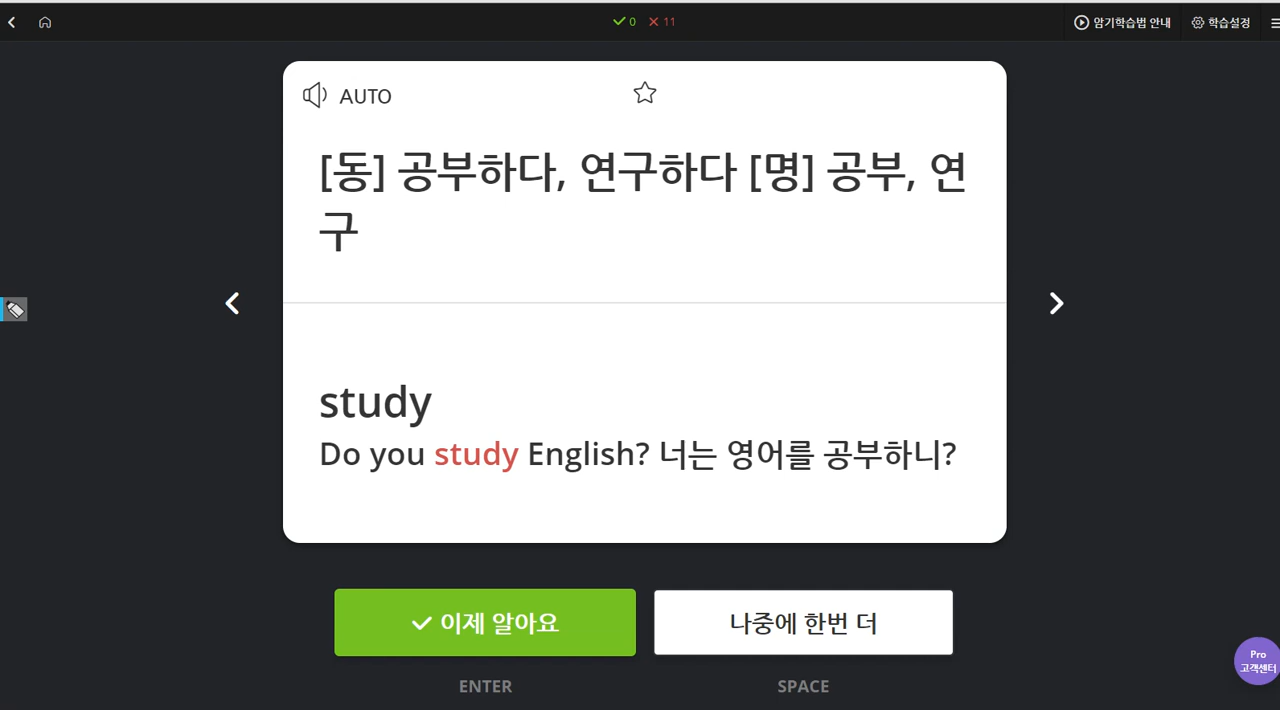 0 11 암기학습법 안내 학습설정
AUTO
[동] 공부하다, 연구하다 [명] 공부, 연
구
study
Do you study English? 너는 영어를 공부하니?
이제 알아요 나중에 한번 더
ENTER SPACE
Pro
고객센터